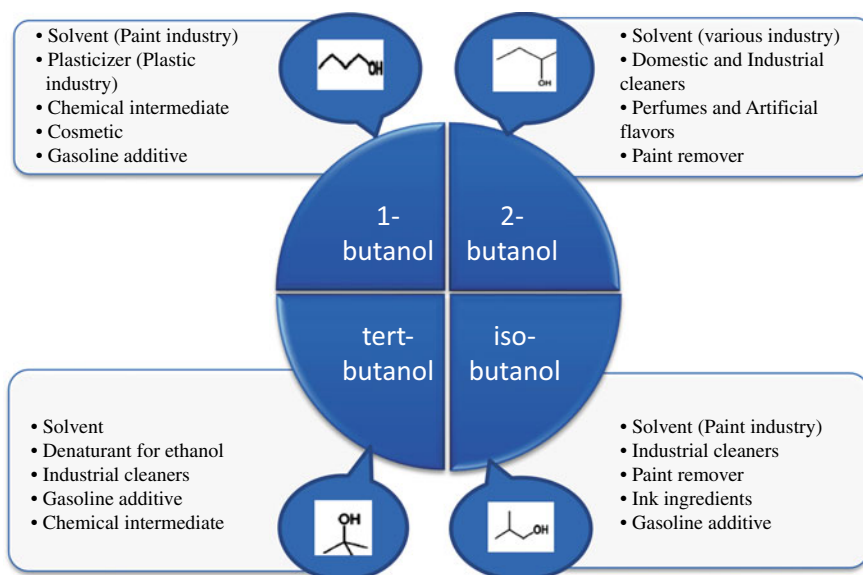 • Solvent (Paint industry)
• Plasticizer (Plastic
industry)
• Chemical intermediate
• Cosmetic
• Gasoline additive
OH
OH
• Solvent (various industry)
• Domestic and Industrial
cleaners
• Perfumes and Artificial
flavors
• Paint remover
1-
butanol
2-
butanol
tert-
butanol
iso-
butanol
• Solvent
• Denaturant for ethanol
• Industrial cleaners
• Gasoline additive
• Chemical intermediate
OH
OH
• Solvent (Paint industry)
• Industrial cleaners
• Paint remover
• Ink ingredients
• Gasoline additive